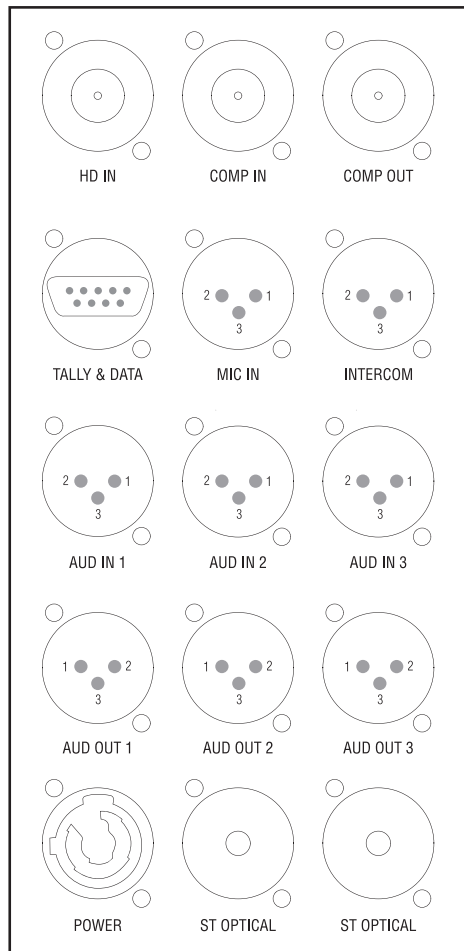 HD IN COMP IN COMP OUT
2 1 2 1
3 3
TALLY & DATA MIC IN INTERCOM
2 1 2 1 2 1
3 3 3
AUD IN 1 AUD IN 2 AUD IN 3
1 2 1 2 1 2
3 3 3
AUD OUT 1 AUD OUT 2 AUD OUT 3
POWER ST OPTICAL ST OPTICAL